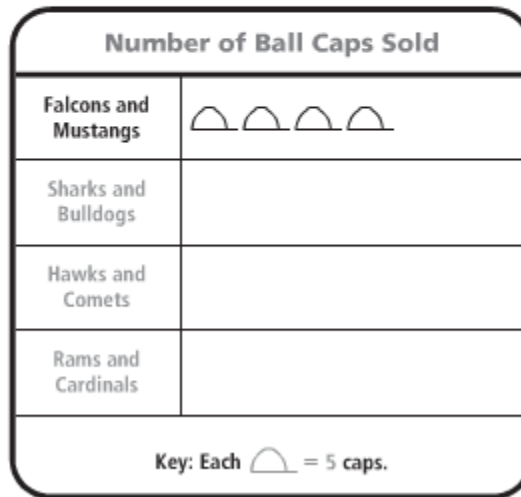 Number of Ball Caps Sold
Falcons and
Mustangs
Sharks and
Bulldogs
Hawks and
Comets
Rams and
Cardinals
Key: Each = 5 caps.